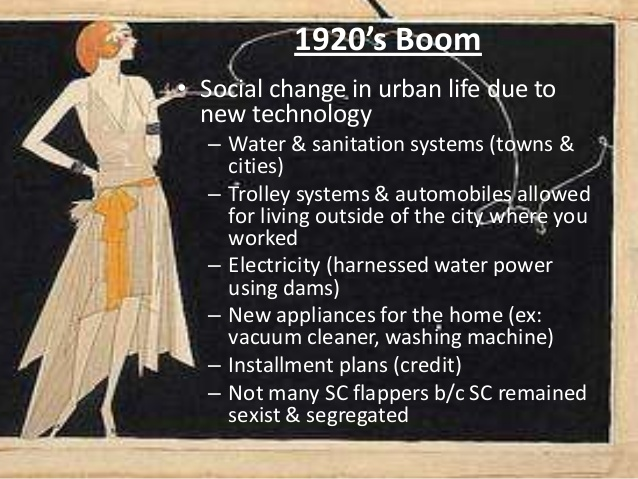 1920’s Boom
• Social change in urban life due to
new technology
– Water & sanitation systems (towns &
cities)
– Trolley systems & automobiles allowed
for living outside of the city where you
worked
– Electricity (harnessed water power
using dams)
– New appliances for the home (ex:
vacuum cleaner, washing machine)
– Installment plans (credit)
– Not many SC flappers b/c SC remained
sexist & segregated